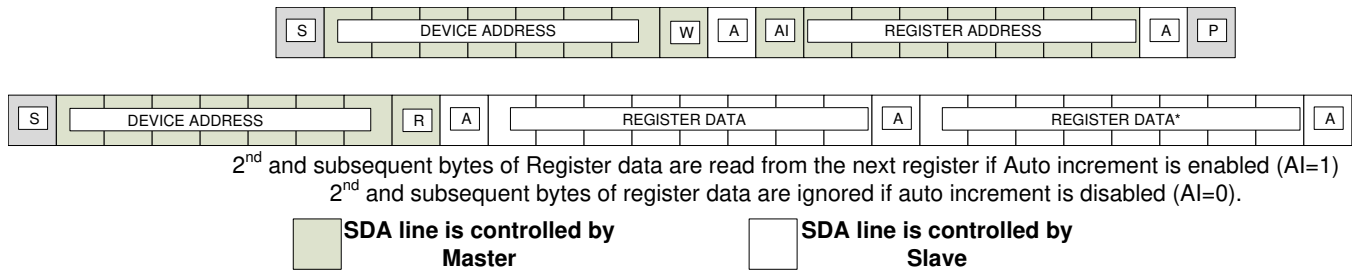 S DEVICE ADDRESS W A AI REGISTER ADDRESS A P
S DEVICE ADDRESS R A REGISTER DATA A REGISTER DATA* A
2nd and subsequent bytes of Register data are read from the next register if Auto increment is enabled (AI=1)
2nd and subsequent bytes of register data are ignored if auto increment is disabled (AI=0).
SDA line is controlled by
Master
SDA line is controlled by
Slave